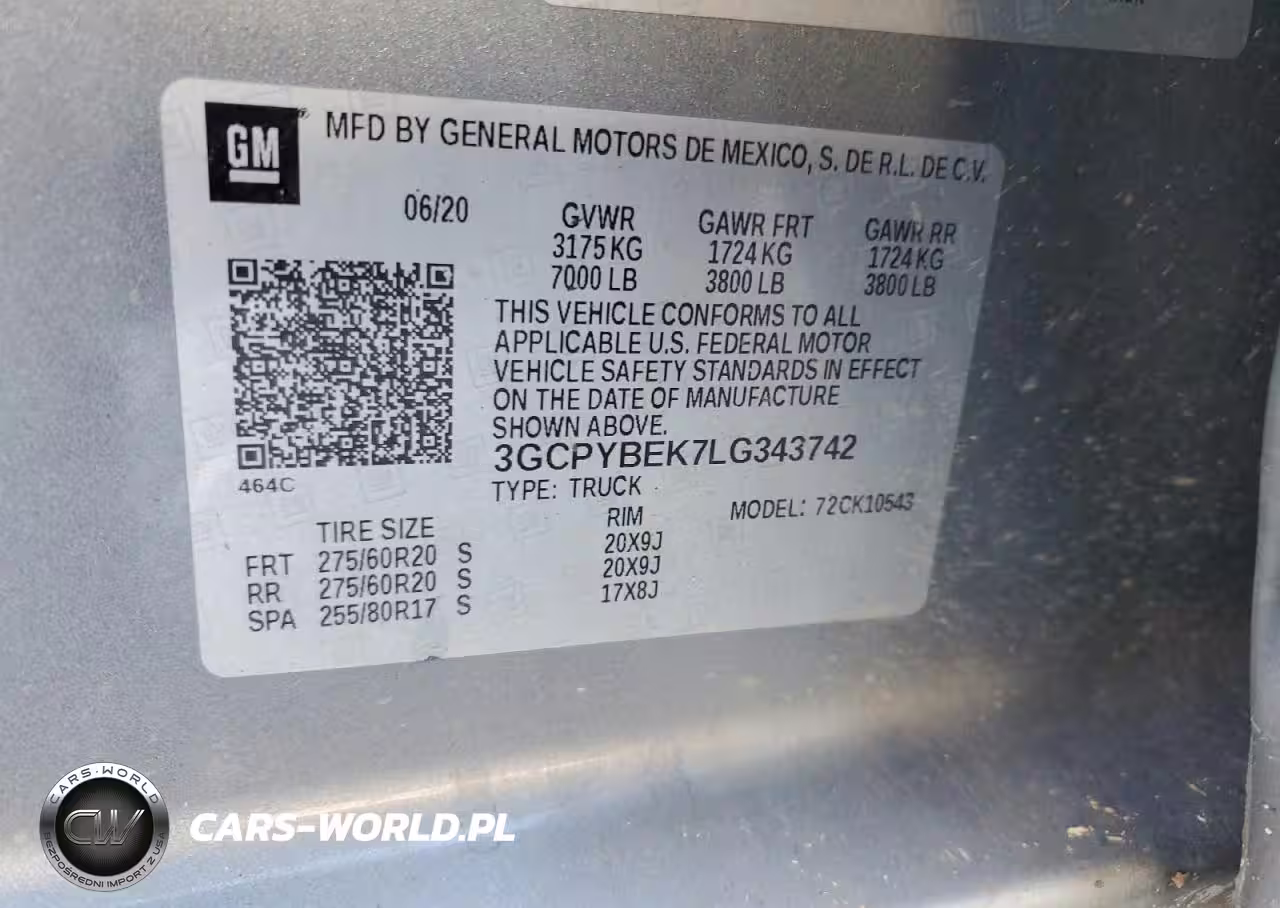 GM
MFD BY GENERAL MOTORS DE MEXICO, S. DE R.L. DE C.V.
06/20
GVWR GAWR FRT GAWR RR
3175 KG 1724 KG 1724 KG
7000 LB 3800 LB 3800 LB
THIS VEHICLE CONFORMS TO ALL
APPLICABLE U.S. FEDERAL MOTOR
VEHICLE SAFETY STANDARDS IN EFFECT
ON THE DATE OF MANUFACTURE
SHOWN ABOVE.
3GCPYBEK7LG343742
464C
TYPE: TRUCK
MODEL: 72CK10543
TIRE SIZE RIM
FRT 275/60R20 S 20X9J
RR 275/60R20 S 20X9J
SPA 255/80R17 S 17X8J
CARS-WORLD
CW
BEZPOŚREDNI IMPORT Z USA
CARS-WORLD.PL